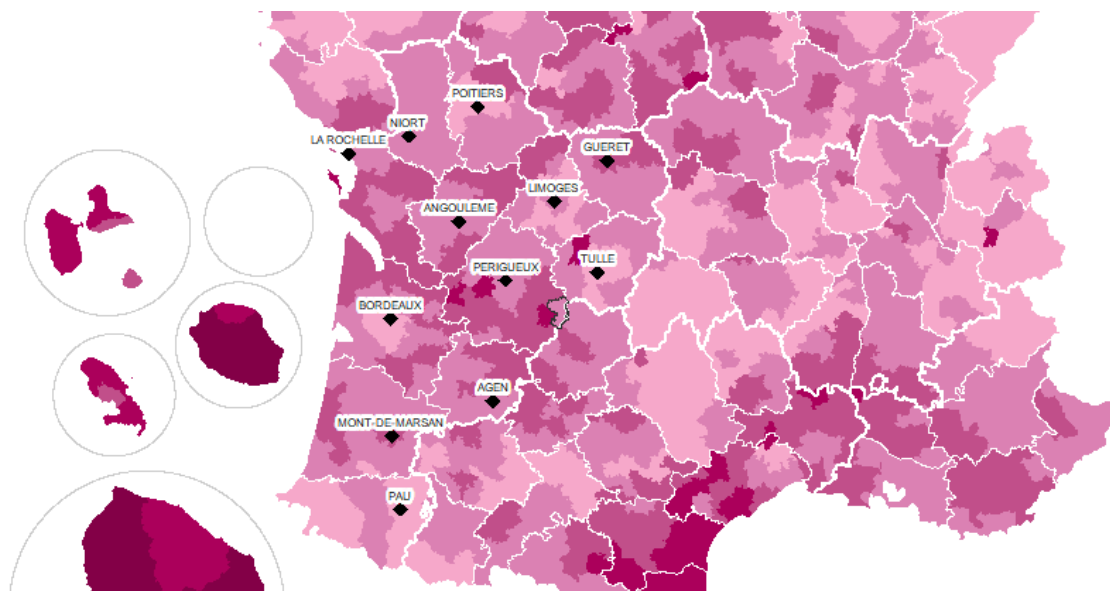 POITIERS
NIORT
LA ROCHELLE
GUERET
LIMOGES
ANGOULEME
TULLE
PERIGUEUX
BORDEAUX
AGEN
MONT-DE-MARSAN
PAU